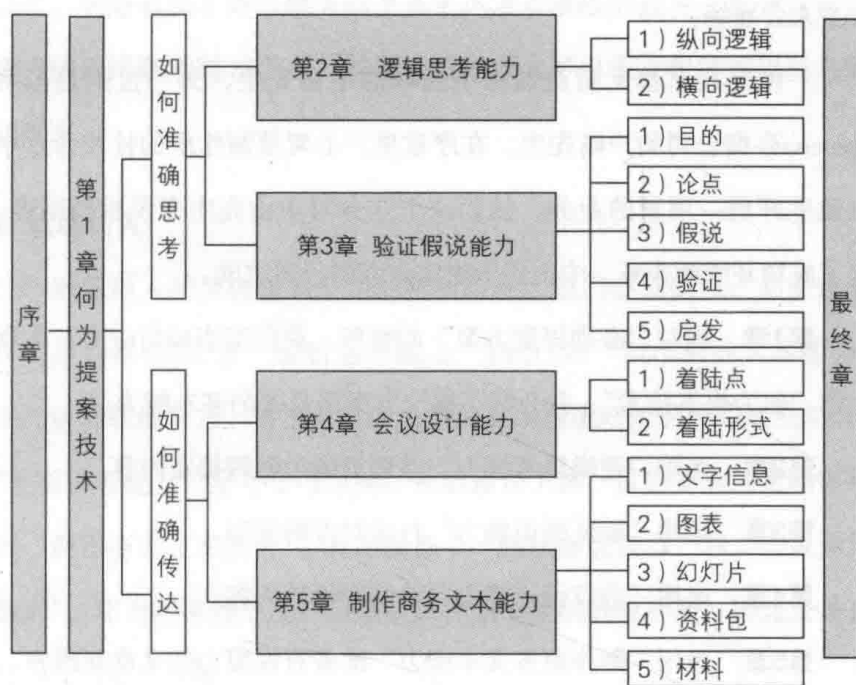 序章
第1章何为提案技术
如何准确思考
第2章 逻辑思考能力
1）纵向逻辑
2）横向逻辑
第3章 验证假说能力
1）目的
2）论点
3）假说
4）验证
5）启发
如何准确传达
第4章 会议设计能力
1）着陆点
2）着陆形式
第5章 制作商务文本能力
1）文字信息
2）图表
3）幻灯片
4）资料包
5）材料
最终章